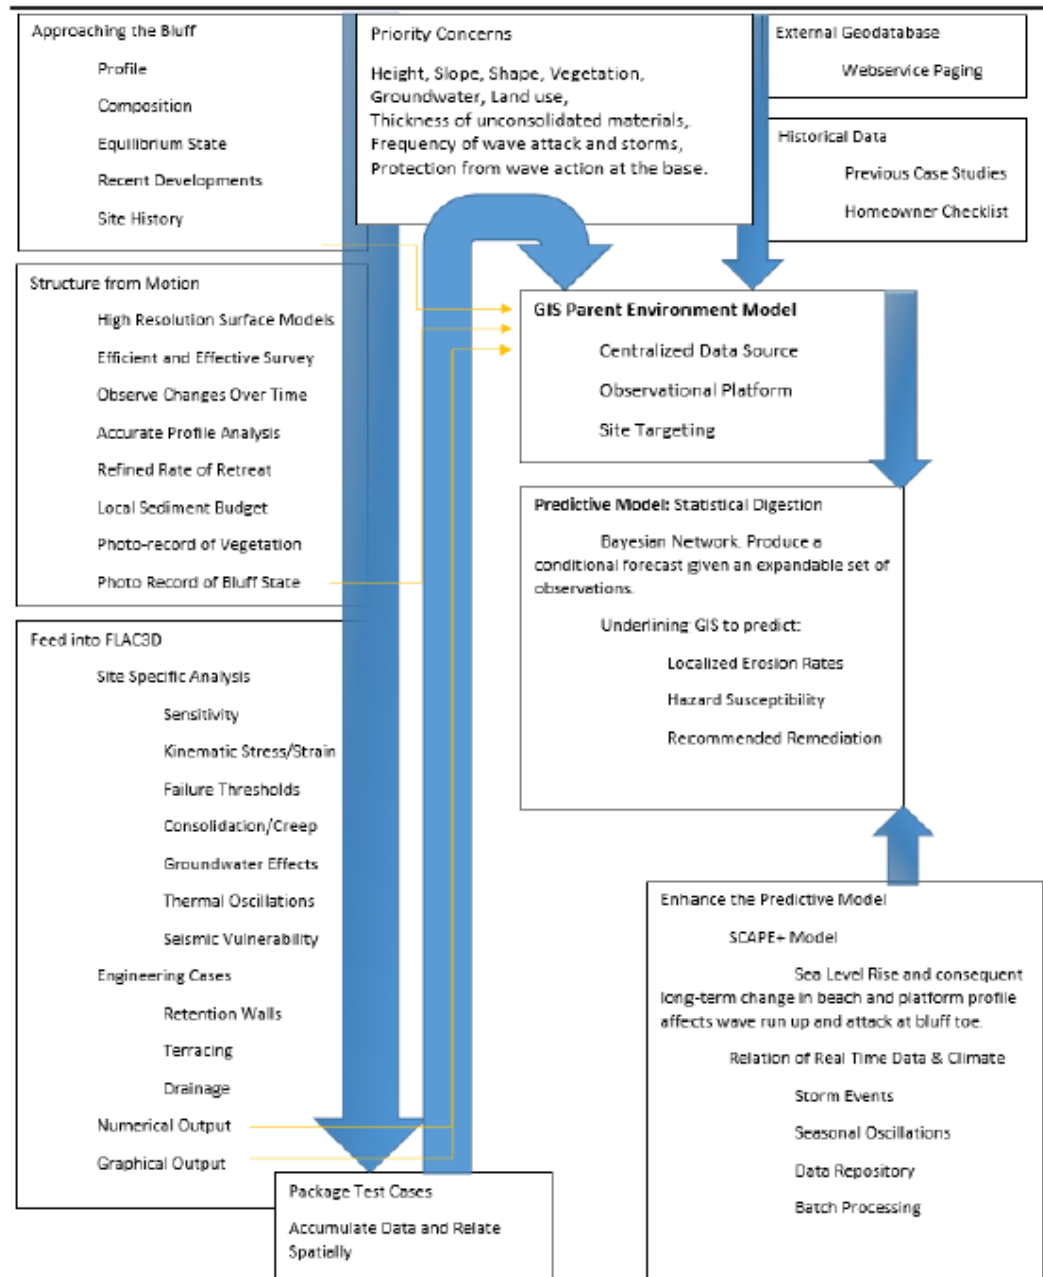 Approaching the Bluff
Profile
Composition
Equilibrium State
Recent Developments
Site History
Priority Concerns
Height, Slope, Shape, Vegetation,
Groundwater, Land use,
Thickness of unconsolidated materials,
Frequency of wave attack and storms,
Protection from wave action at the base.
External Geodatabase
Webservice Paging
Historical Data
Previous Case Studies
Homeowner Checklist
Structure from Motion
High Resolution Surface Models
Efficient and Effective Survey
Observe Changes Over Time
Accurate Profile Analysis
Refined Rate of Retreat
Local Sediment Budget
Photo-record of Vegetation
Photo Record of Bluff State
GIS Parent Environment Model
Centralized Data Source
Observational Platform
Site Targeting
Predictive Model: Statistical Digestion
Bayesian Network. Produce a
conditional forecast given an expandable set of
observations.
Underlining GIS to predict:
Localized Erosion Rates
Hazard Susceptibility
Recommended Remediation
Feed into FLAC3D
Site Specific Analysis
Sensitivity
Kinematic Stress/Strain
Failure Thresholds
Consolidation/Creep
Groundwater Effects
Thermal Oscillations
Seismic Vulnerability
Engineering Cases
Retention Walls
Terracing
Drainage
Numerical Output
Graphical Output
Package Test Cases
Accumulate Data and Relate
Spatially
Enhance the Predictive Model
SCAPE+ Model
Sea Level Rise and consequent
long-term change in beach and platform profile
affects wave run up and attack at bluff toe.
Relation of Real Time Data & Climate
Storm Events
Seasonal Oscillations
Data Repository
Batch Processing